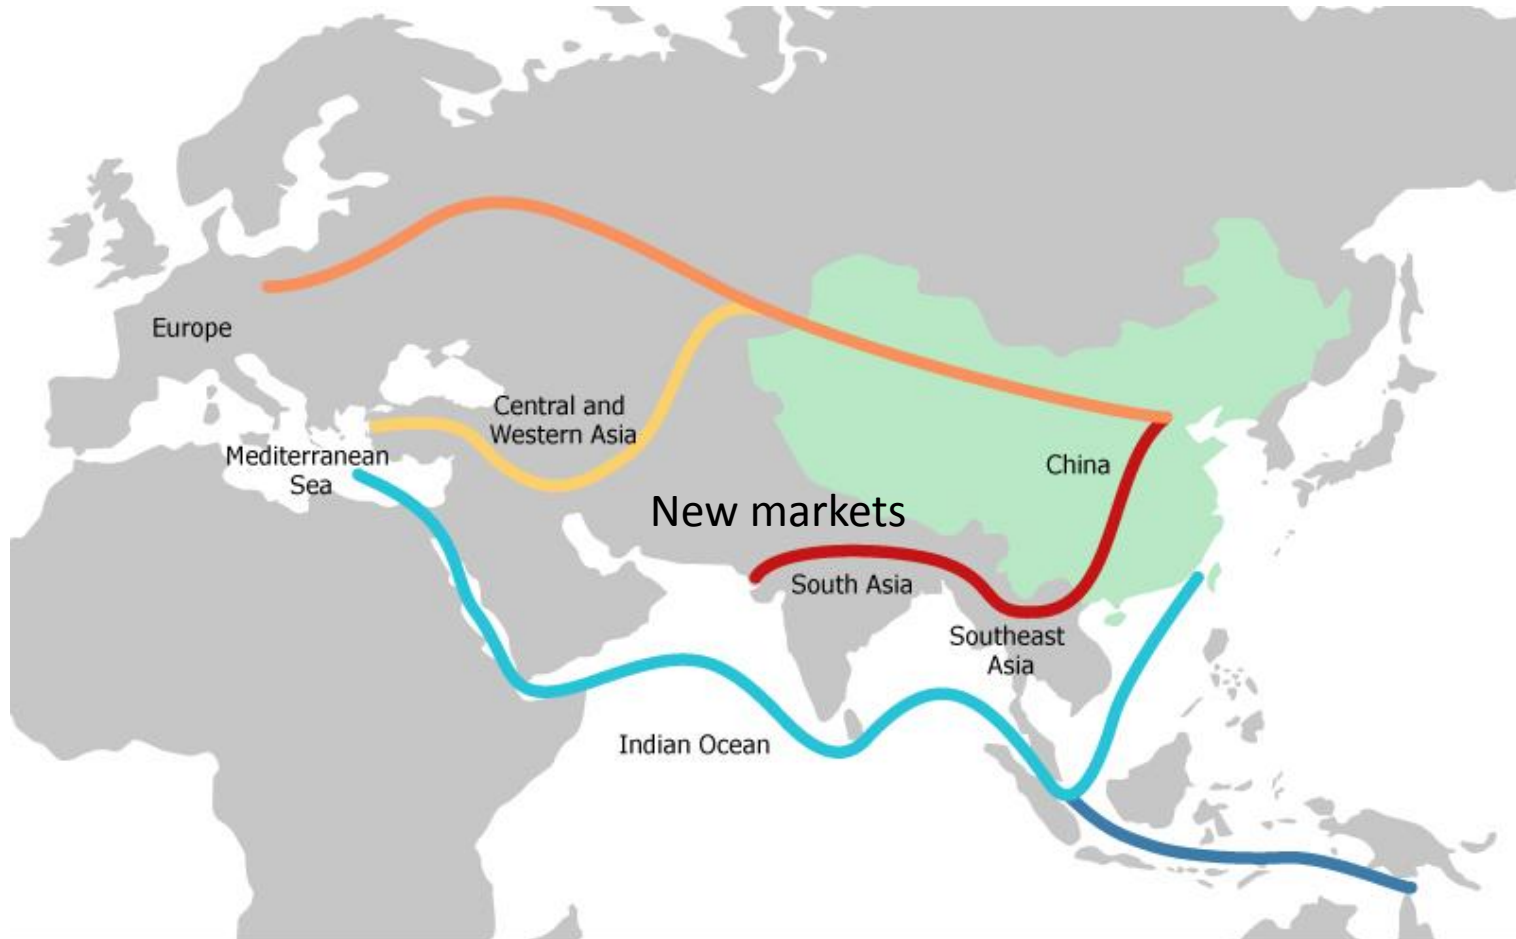 Europe
Central and
Western Asia
Mediterranean
Sea
China
New markets
South Asia
Southeast
Asia
Indian Ocean